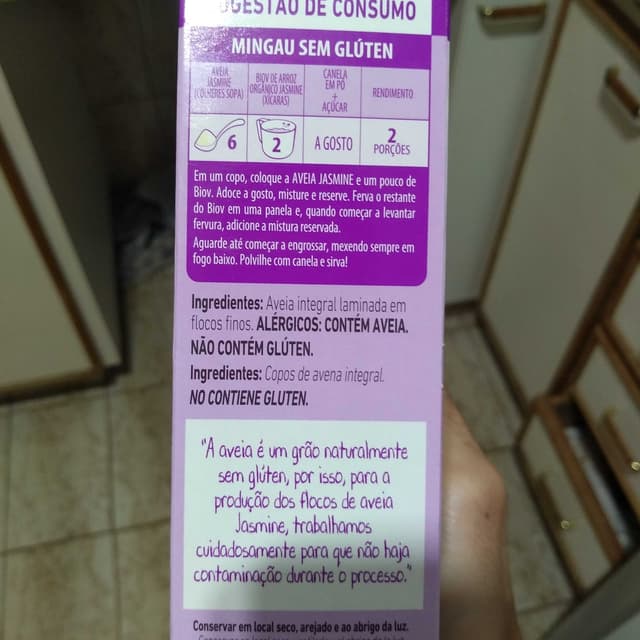 GESTÃO DE CONSUMO
MINGAU SEM GLÚTEN
AVEIA
JASMINE
(COLHERES SOPA)
BIOV DE ARROZ
ORGÂNICO JASMINE
(XÍCARAS)
CANELA
EM PÓ
+
AÇÚCAR
RENDIMENTO
6
2
A GOSTO
2
PORÇÕES
Em um copo, coloque a AVEIA JASMINE e um pouco de
Biov. Adoce a gosto, misture e reserve. Ferva o restante
do Biov em uma panela e, quando começar a levantar
fervura, adicione a mistura reservada.
Aguarde até começar a engrossar, mexendo sempre em
fogo baixo. Polvilhe com canela e sirva!
Ingredientes: Aveia integral laminada em
flocos finos. ALÉRGICOS: CONTÉM AVEIA.
NÃO CONTÉM GLÚTEN.
Ingredientes: Copos de avena integral.
NO CONTIENE GLUTEN.
"A aveia é um grão naturalmente
sem glúten, por isso, para a
produção dos flocos de aveia
Jasmine, trabalhamos
cuidadosamente para que não haja
contaminação durante o processo."
Conservar em local seco, arejado e ao abrigo da luz.